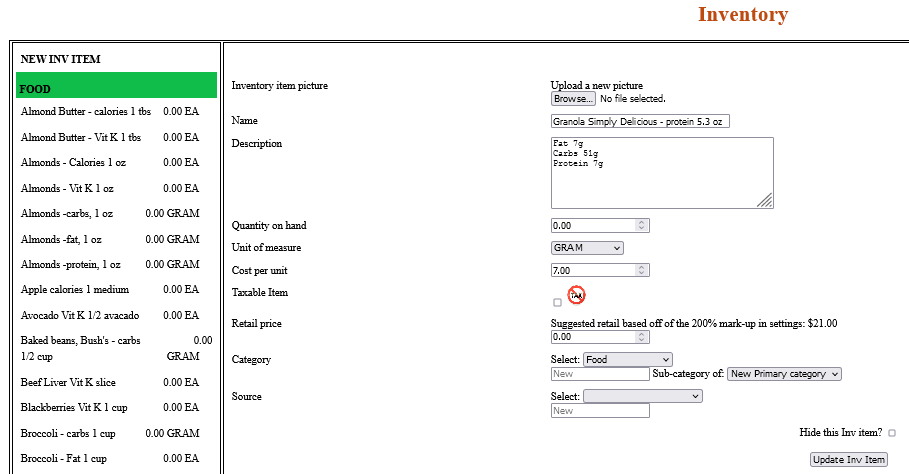 Inventory
NEW INV ITEM
FOOD
Almond Butter - calories 1 tbs 0.00 EA
Almond Butter - Vit K 1 tbs 0.00 EA
Almonds - Calories 1 oz 0.00 EA
Almonds - Vit K 1 oz 0.00 EA
Almonds -carbs, 1 oz 0.00 GRAM
Almonds -fat, 1 oz 0.00 GRAM
Almonds -protein, 1 oz 0.00 GRAM
Apple calories 1 medium 0.00 EA
Avocado Vit K 1/2 avacado 0.00 EA
Baked beans, Bush's - carbs 0.00
1/2 cup GRAM
Beef Liver Vit K slice 0.00 EA
Blackberries Vit K 1 cup 0.00 EA
Broccoli - carbs 1 cup 0.00 GRAM
Broccoli - Fat 1 cup 0.00 EA
Inventory item picture
Upload a new picture
Browse... No file selected.
Name Granola Simply Delicious - protein 5.3 oz
Description
Fat 7g
Carbs 51g
Protein 7g
Quantity on hand 0.00
Unit of measure GRAM
Cost per unit 7.00
Taxable Item TAX
Retail price
Suggested retail based off of the 200% mark-up in settings: $21.00
0.00
Category Select: Food
New Sub-category of: New Primary category
Source Select:
New
Hide this Inv item?
Update Inv Item